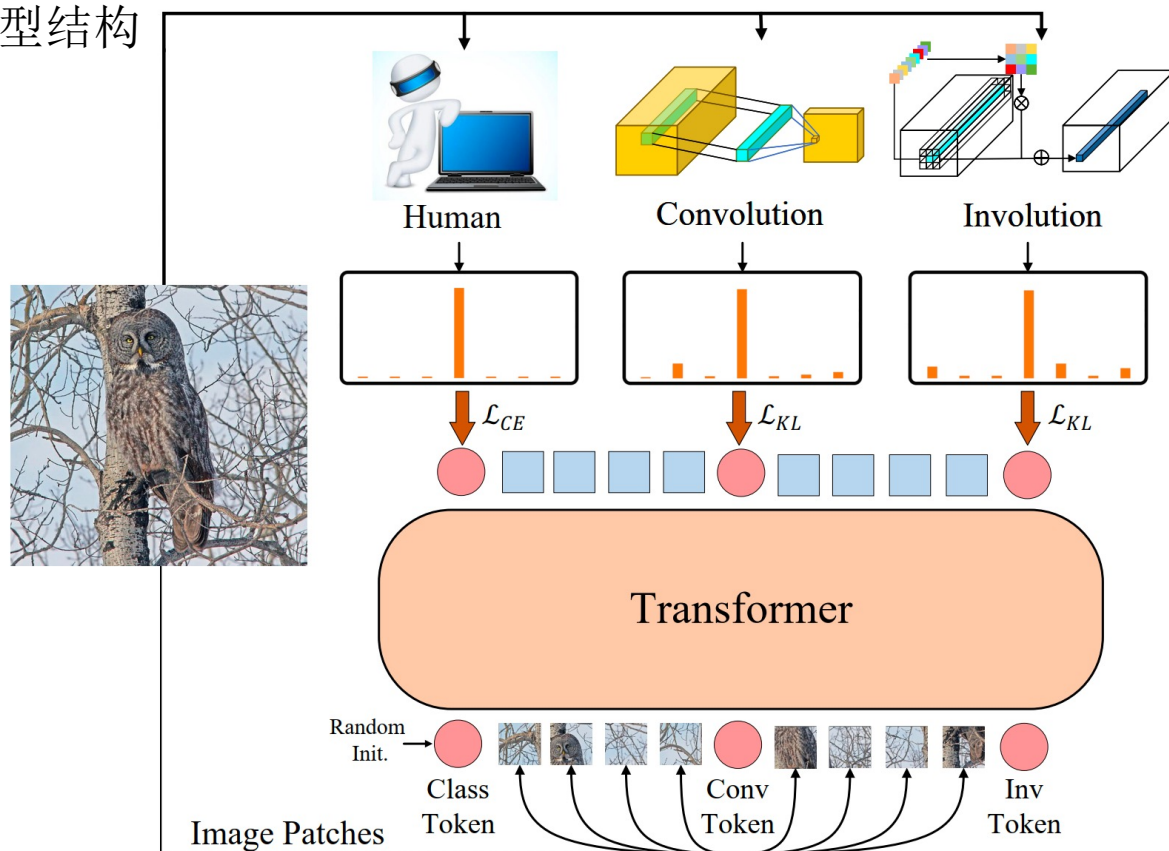 型结构
Human
Convolution
Involution
ℒCE
ℒKL
ℒKL
Transformer
Random
Init.
Class
Token
Conv
Token
Inv
Token
Image Patches